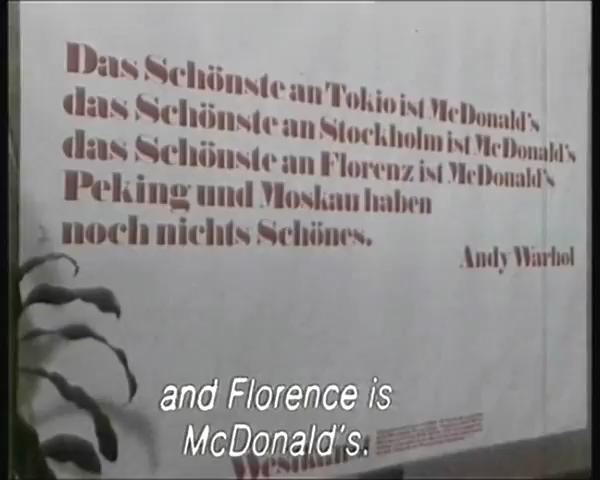 Das Schönste an Tokio ist McDonald's
das Schönste an Stockholm ist McDonald's
das Schönste an Florenz ist McDonald's
Peking und Moskau haben
noch nichts Schönes.
Andy Warhol
and Florence is
McDonald's.